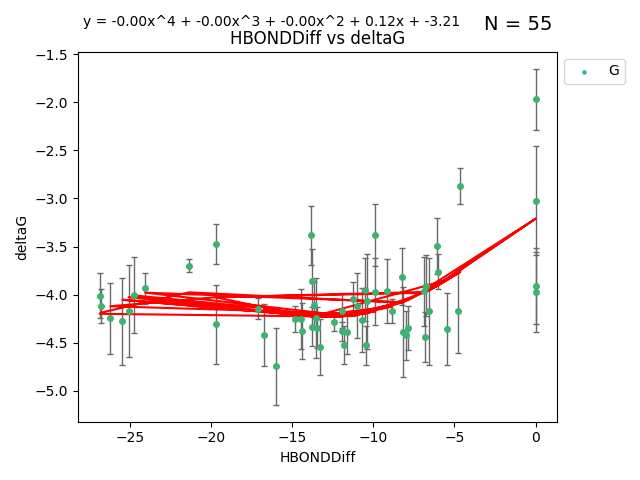 y = -0.00x^4 + -0.00x^3 + -0.00x^2 + 0.12x + -3.21
N = 55
HBONDDiff vs deltaG
G
−1.5
−2.0
−2.5
−3.0
−3.5
−4.0
−4.5
−5.0
deltaG
−25
−20
−15
−10
−5
0
HBONDDiff